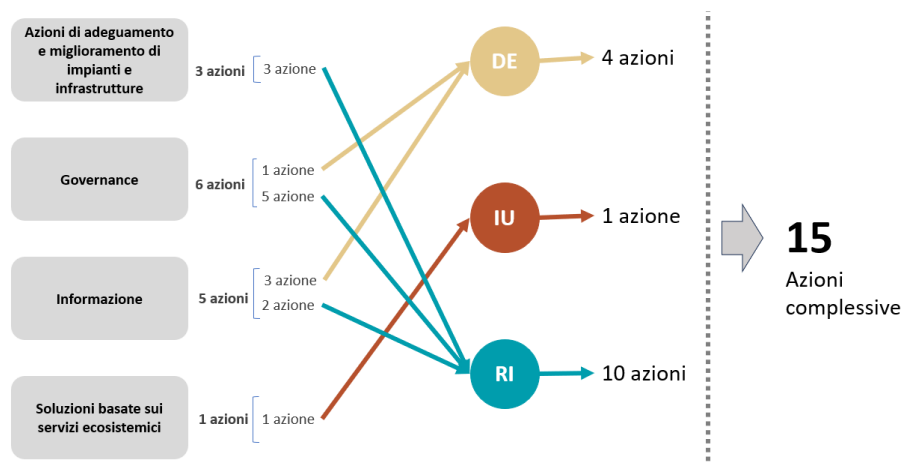 Azioni di adeguamento
e miglioramento di
impianti e
infrastrutture
3 azioni
3 azione
Governance
6 azioni
1 azione
5 azione
Informazione
5 azioni
3 azione
2 azione
Soluzioni basate sui
servizi ecosistemici
1 azioni
1 azione
DE
4 azioni
IU
1 azione
RI
10 azioni
15
Azioni
complessive